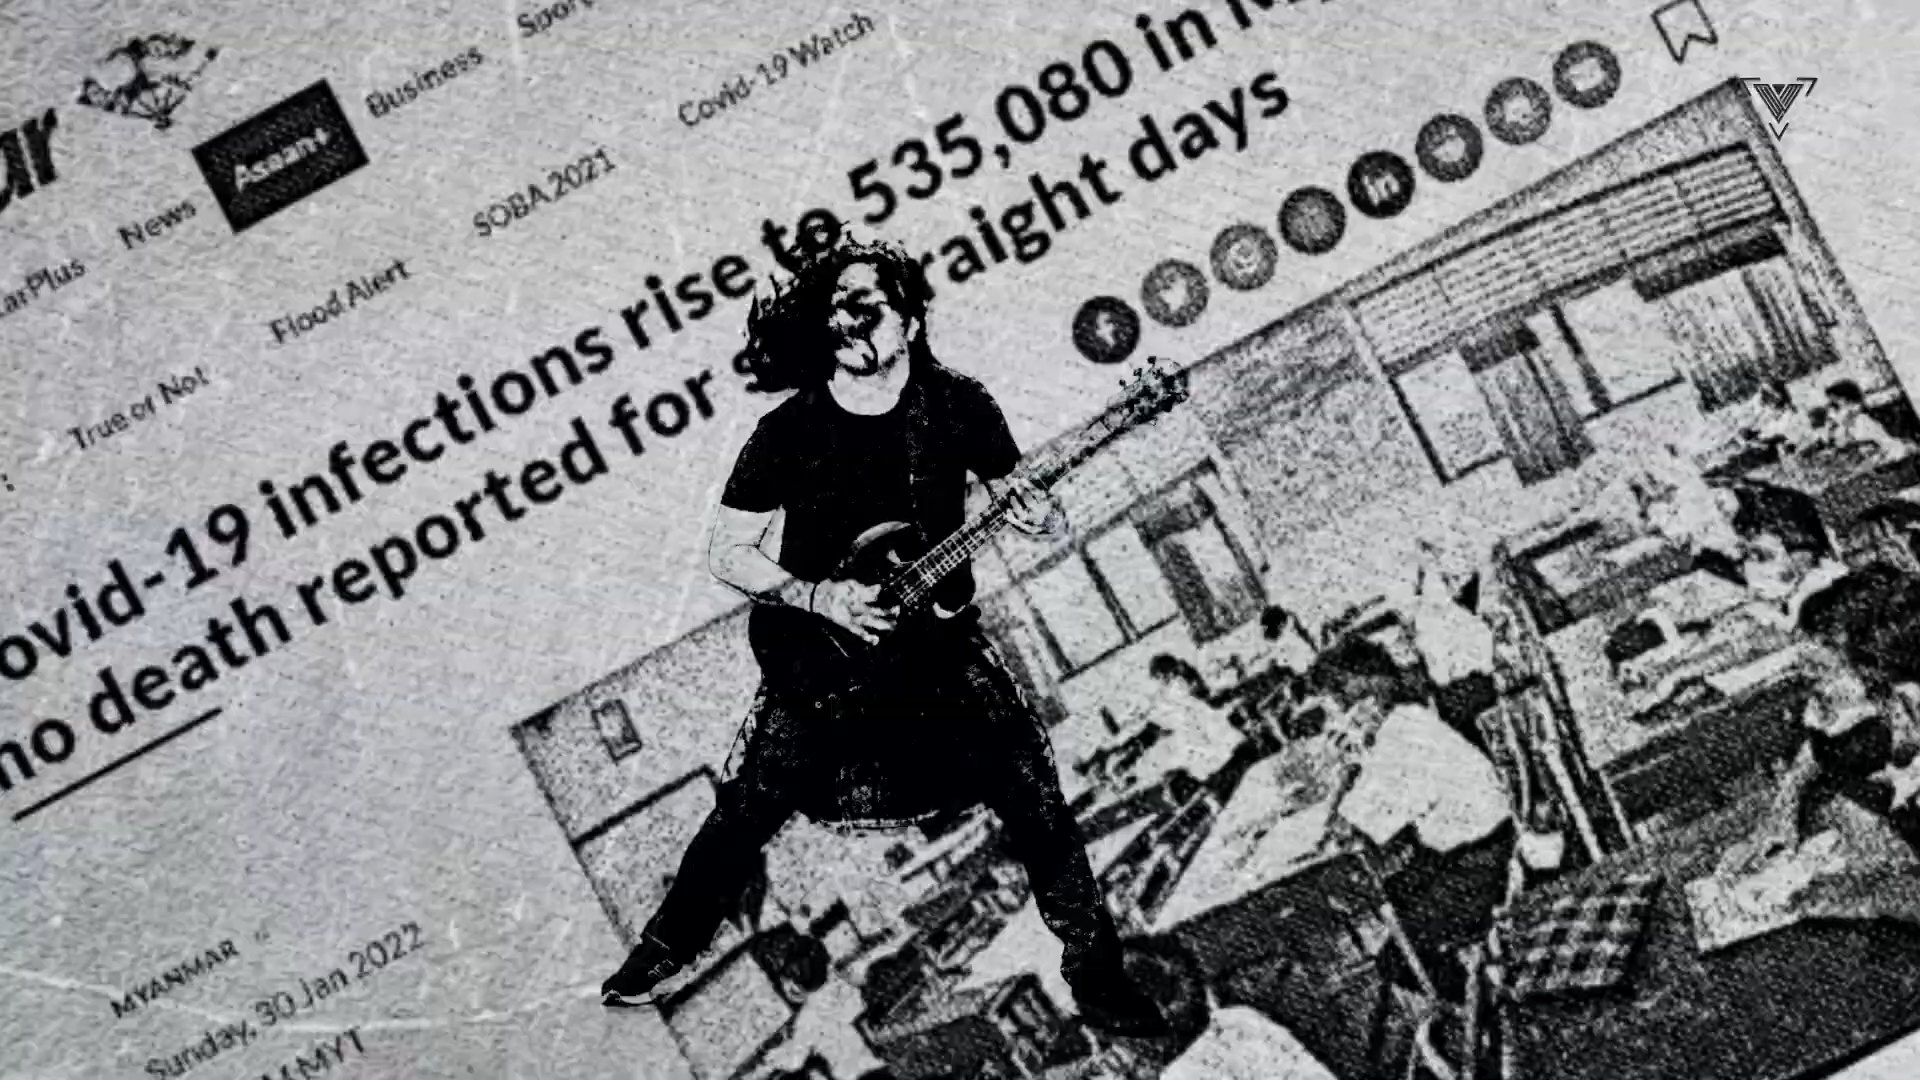 ar
Asean+
Business
Sport
arPlus
News
SOBA 2021
Covid-19 Watch
True or Not
Flood Alert
ovid-19 infections rise to 535,080 in
no death reported for s raight days
MYANMAR
Sunday, 30 Jan 2022
MYT